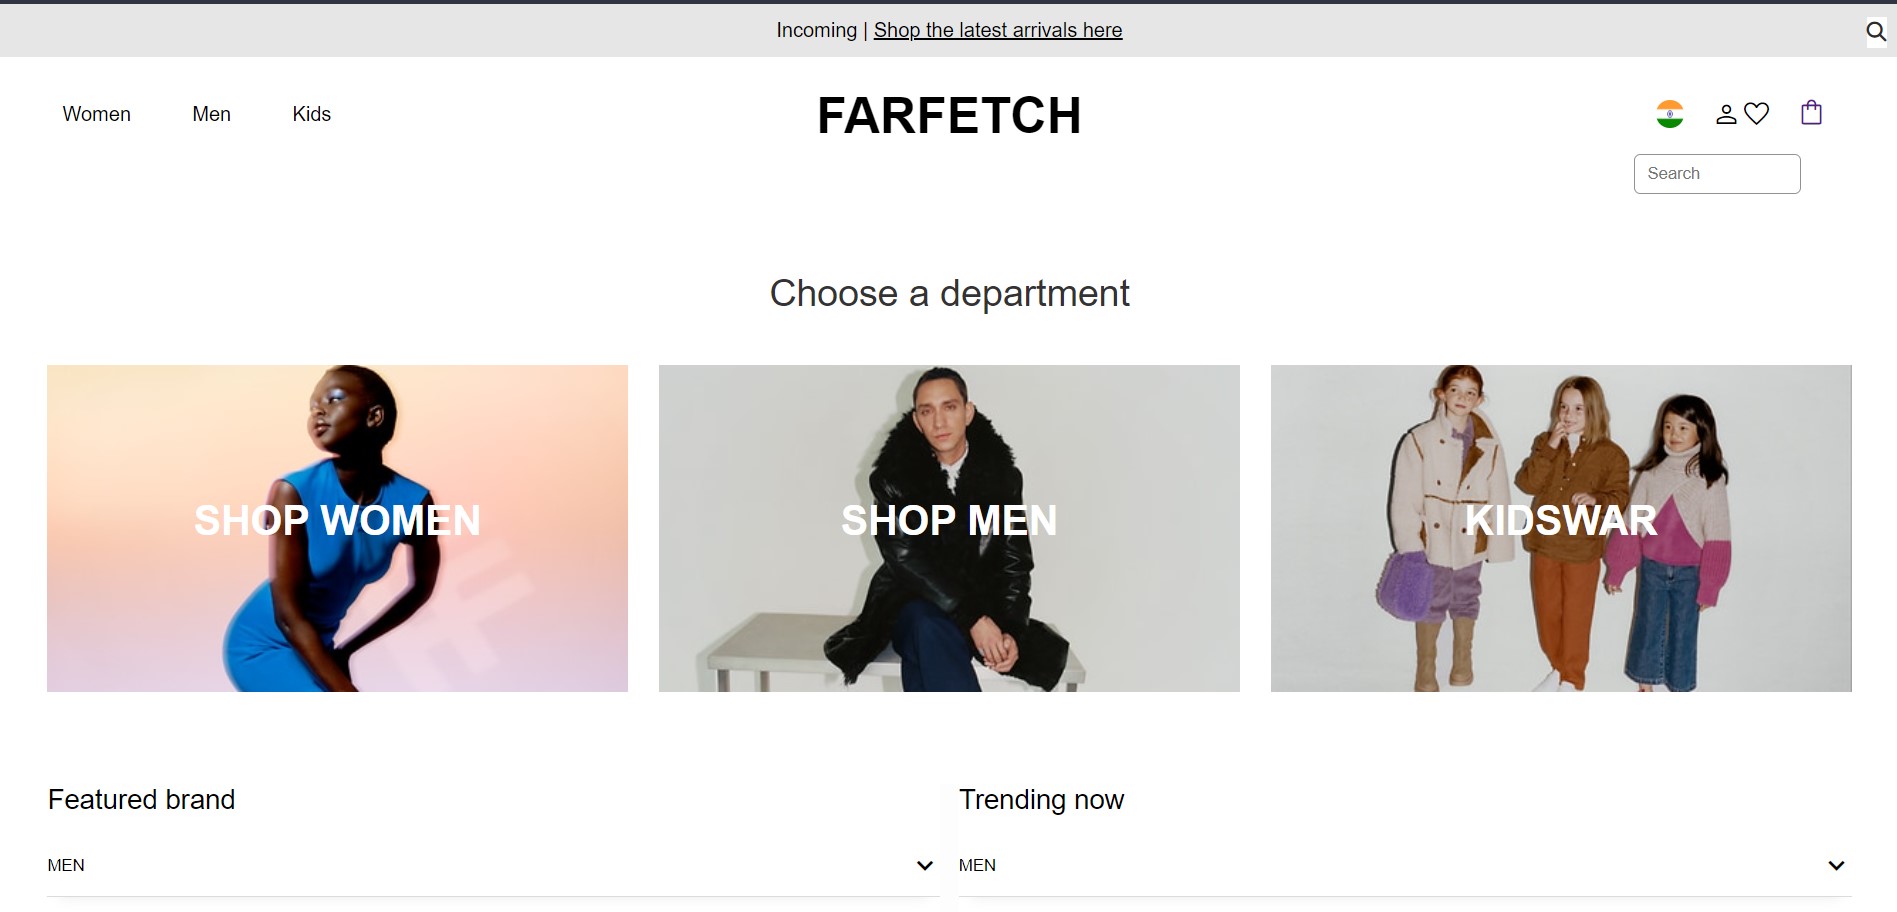 Incoming | Shop the latest arrivals here
Women Men Kids
FARFETCH
Search
Choose a department
SHOP WOMEN
SHOP MEN
KIDSWAR
Featured brand
Trending now
MEN
MEN